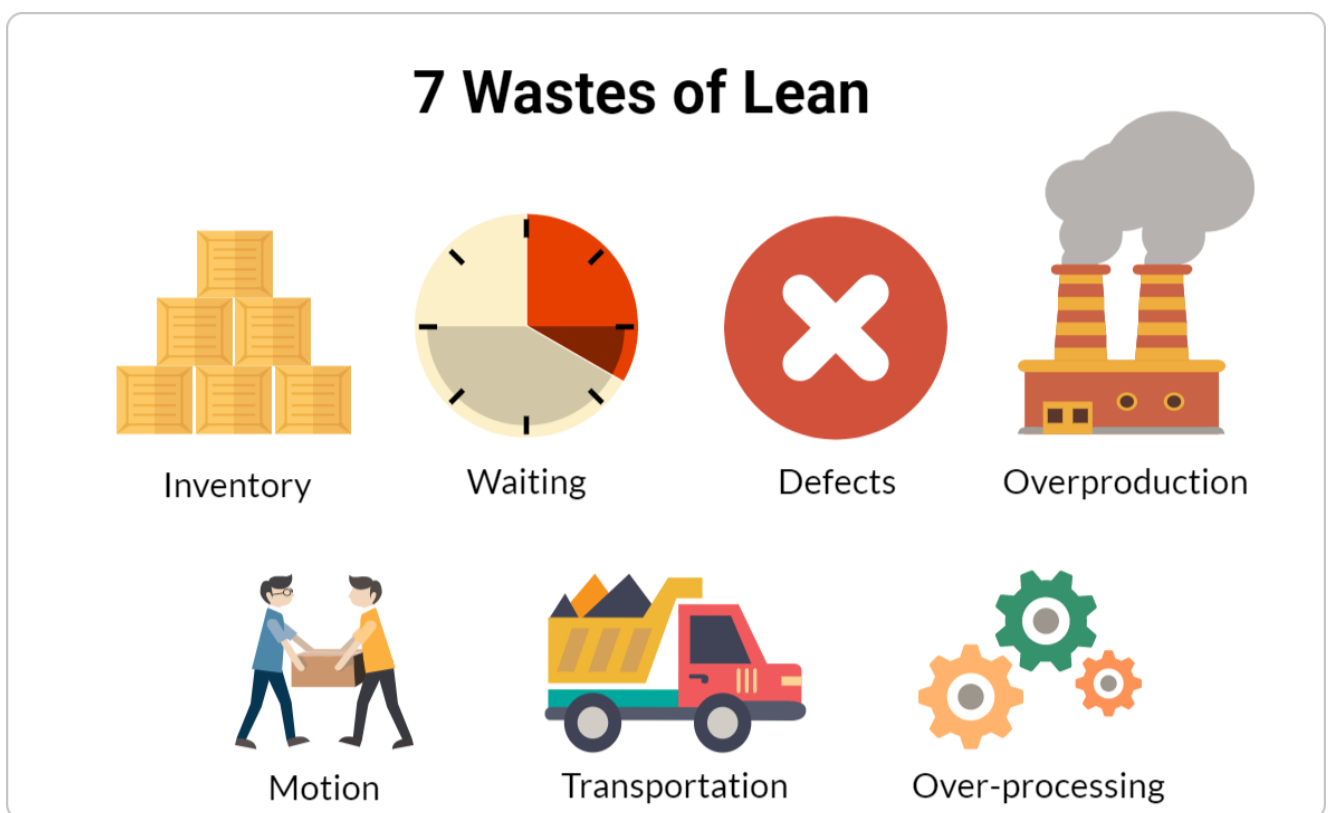 7 Wastes of Lean
Inventory
Waiting
Defects
Overproduction
Motion
Transportation
Over-processing